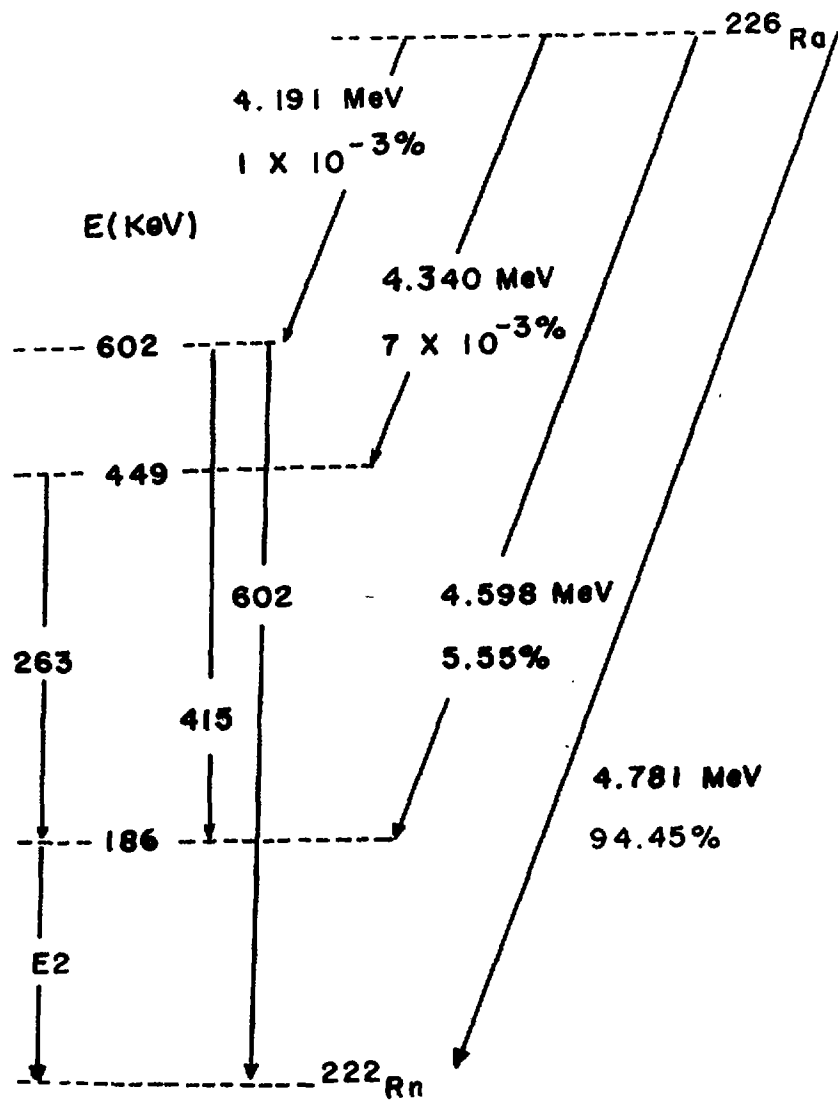 226Ra
4.191 MeV
1 X 10-3%
E(KeV)
4.340 MeV
7 X 10-3%
602
449
602
4.598 MeV
263
5.55%
415
4.781 MeV
186
94.45%
E2
222Rn